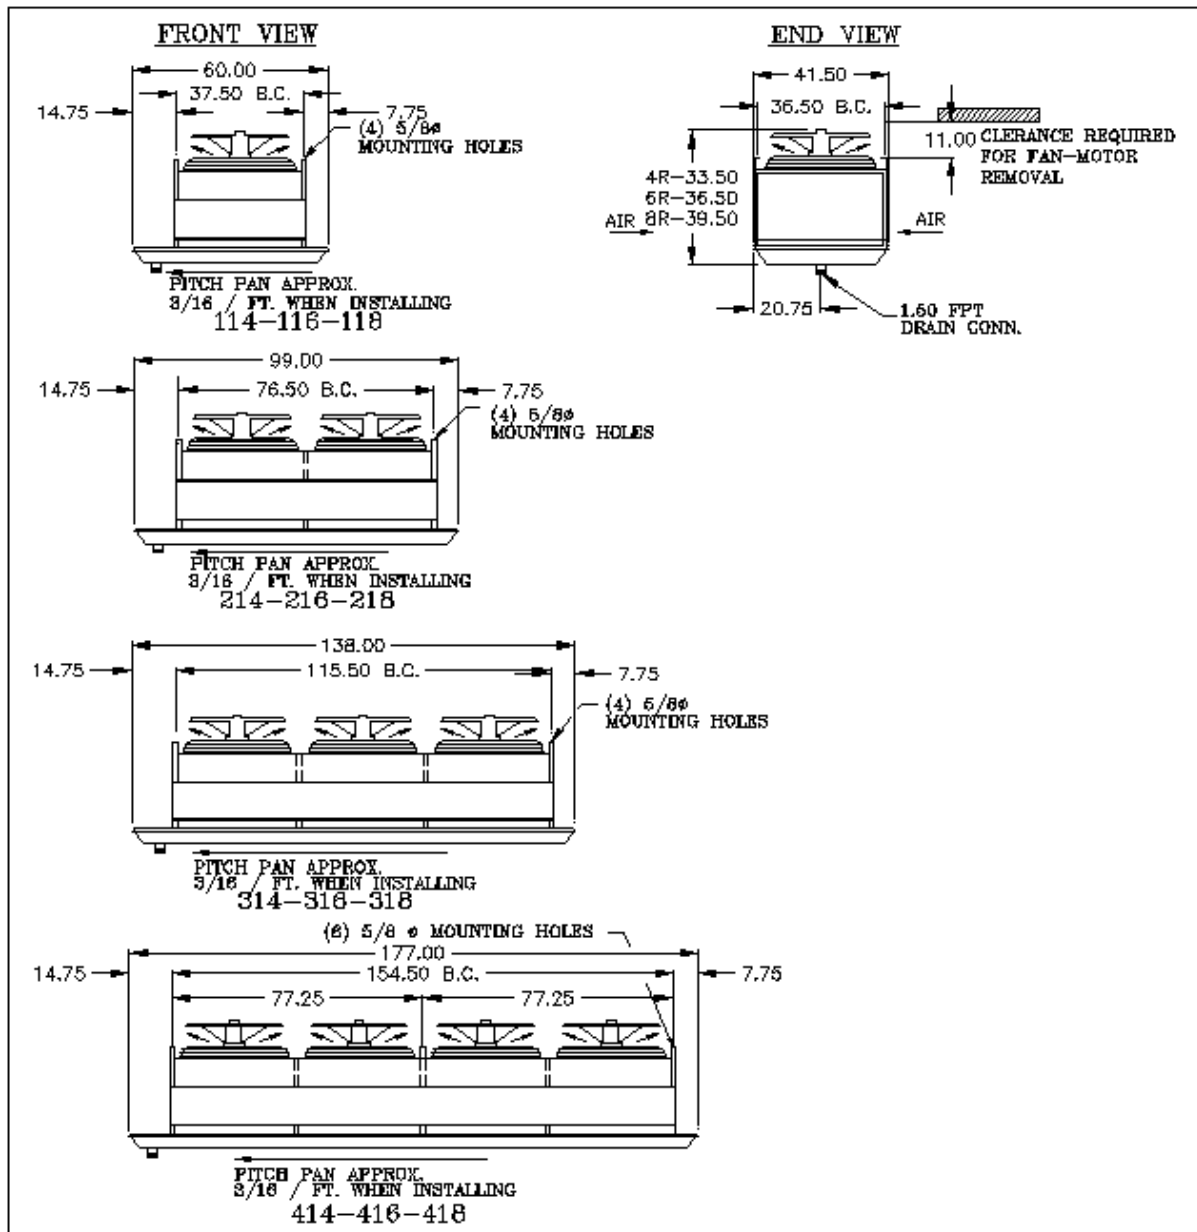 FRONT VIEW
60.00
37.50 B.C.
14.75
7.75
(4) 5/8ø
MOUNTING HOLES
PITCH PAN APPROX.
3/16 / FT. WHEN INSTALLING
114-116-118
END VIEW
41.50
36.50 B.C.
11.00
CLERANCE REQUIRED
FOR FAN-MOTOR
REMOVAL
4R-33.50
6R-36.50
8R-39.50
AIR
AIR
20.75
1.50 FPT
DRAIN CONN.
99.00
14.75
76.50 B.C.
7.75
(4) 5/8ø
MOUNTING HOLES
PITCH PAN APPROX.
3/16 / FT. WHEN INSTALLING
214-216-218
138.00
14.75
115.50 B.C.
7.75
(4) 5/8ø
MOUNTING HOLES
PITCH PAN APPROX.
3/16 / FT. WHEN INSTALLING
314-316-318
(6) 5/8 ø MOUNTING HOLES
177.00
14.75
154.50 B.C.
7.75
77.25
77.25
PITCH PAN APPROX.
3/16 / FT. WHEN INSTALLING
414-416-418